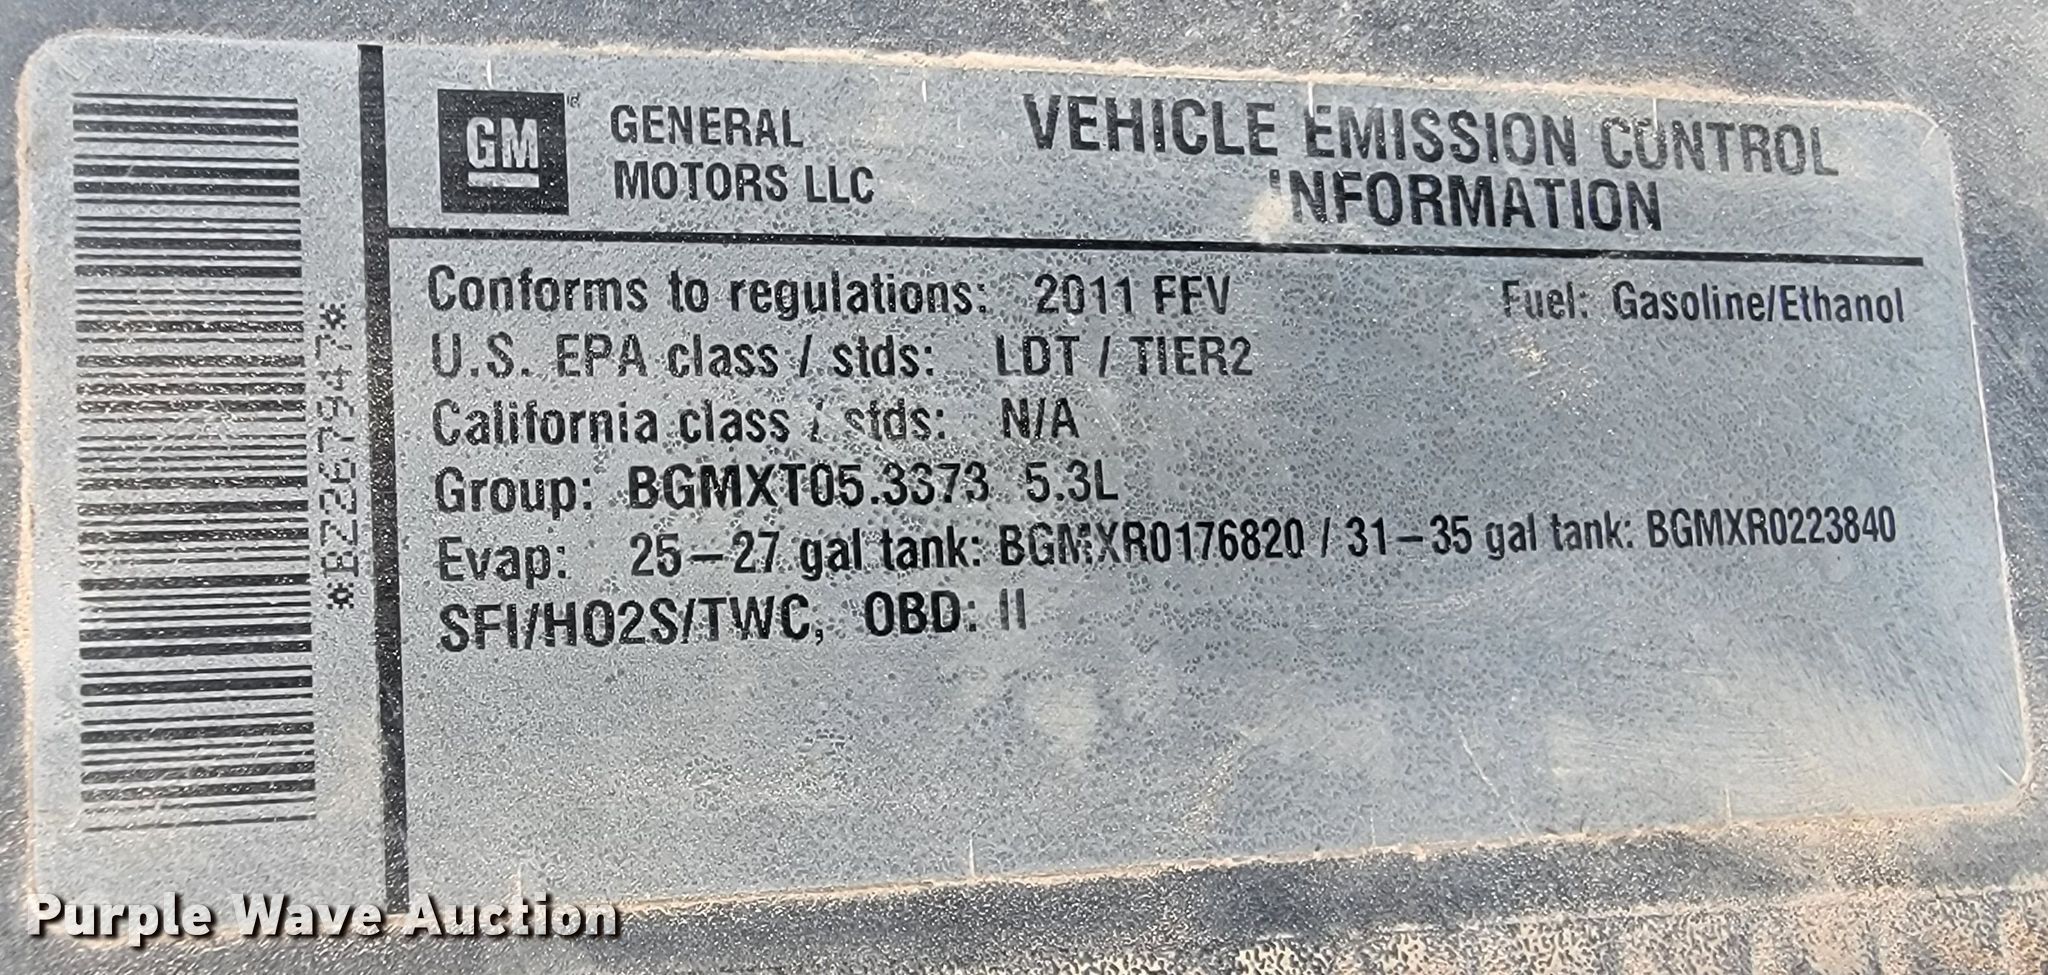 *B22679447*
GM
GENERAL
MOTORS LLC
VEHICLE EMISSION CONTROL
INFORMATION
Conforms to regulations: 2011 FFV Fuel: Gasoline/Ethanol
U.S. EPA class / stds: LDT / TIER2
California class / stds: N/A
Group: BGMXT05.3373 5.3L
Evap: 25-27 gal tank: BGMXR0176820 / 31-35 gal tank: BGMXR0223840
SFI/HO2S/TWC, OBD: II
Purple Wave Auction